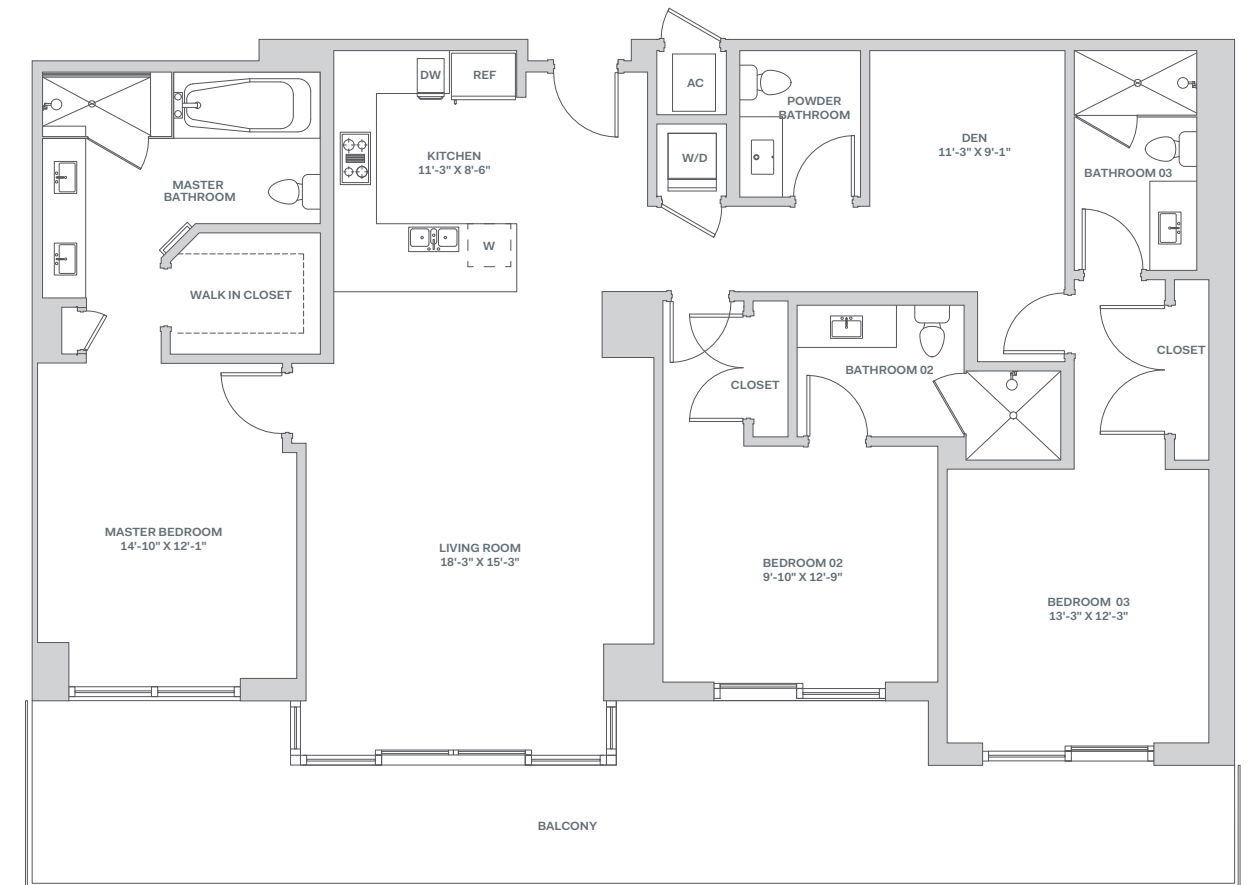 DW
REF
AC
W/D
POWDER
BATHROOM
DEN
11'-3" X 9'-1"
KITCHEN
11'-3" X 8'-6"
BATHROOM 03
MASTER
BATHROOM
W
WALK IN CLOSET
CLOSET
BATHROOM 02
CLOSET
MASTER BEDROOM
14'-10" X 12'-1"
LIVING ROOM
18'-3" X 15'-3"
BEDROOM 02
9'-10" X 12'-9"
BEDROOM 03
13'-3" X 12'-3"
BALCONY